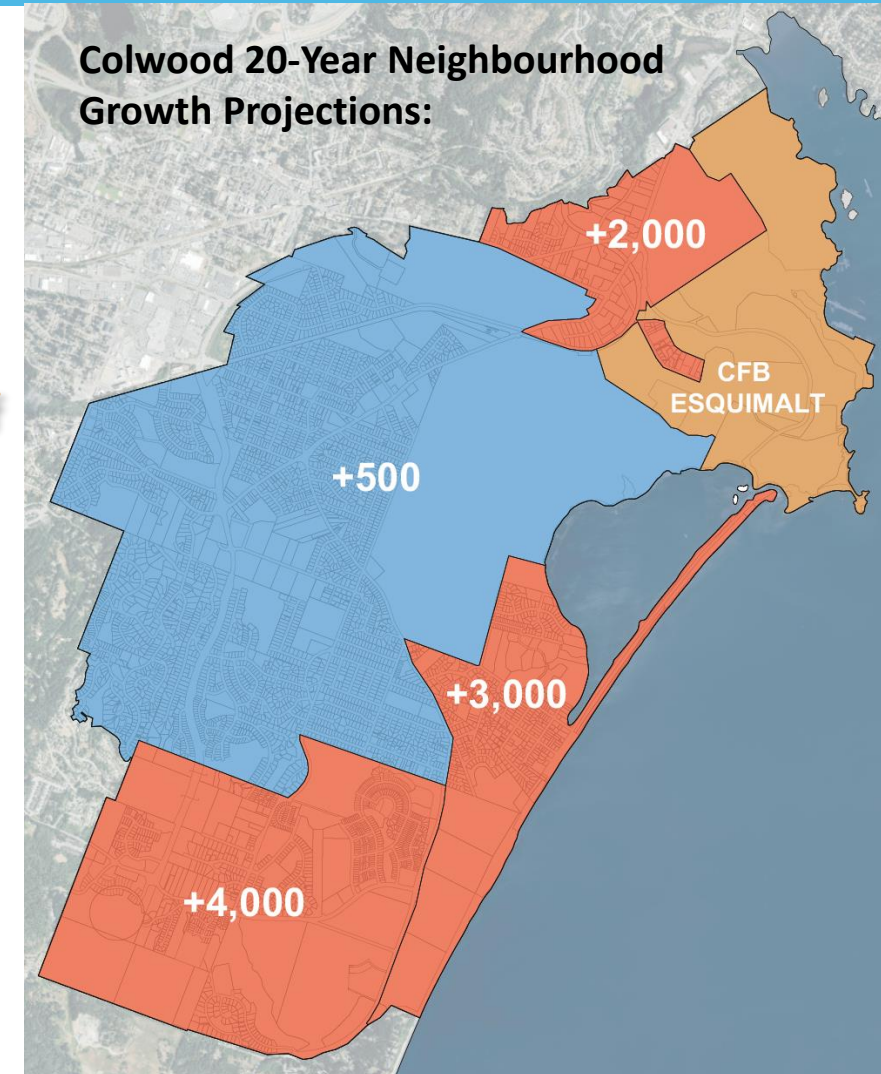 Colwood 20-Year Neighbourhood
Growth Projections:
+2,000
CFB
ESQUIMALT
+500
+3,000
+4,000